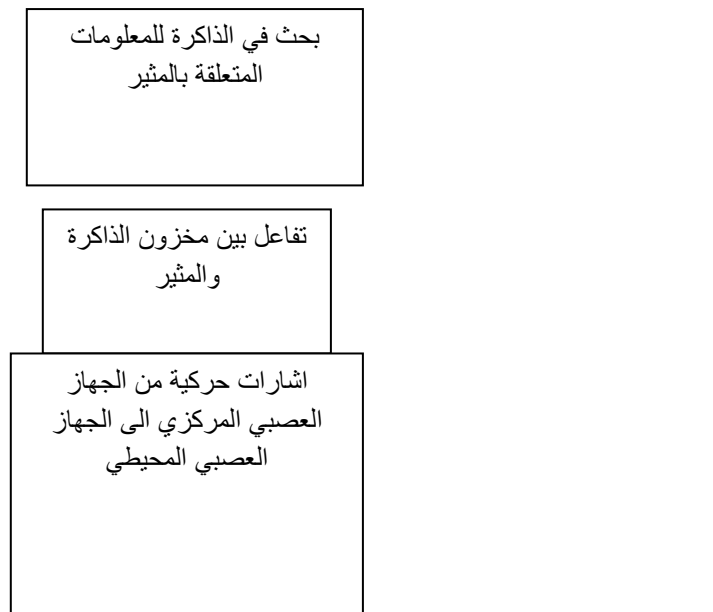 بحث في الذاكرة للمعلومات
المتعلقة بالمثير
تفاعل بين مخزون الذاكرة
والمثير
اشارات حركية من الجهاز
العصبي المركزي الى الجهاز
العصبي المحيطي